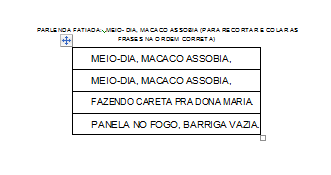 PARLENDA FATIADA: MEIO- DIA, MACACO ASSOBIA (PARA RECORTAR E COLAR AS
FRASES NA ORDEM CORRETA)
MEIO-DIA, MACACO ASSOBIA,
MEIO-DIA, MACACO ASSOBIA,
FAZENDO CARETA PRA DONA MARIA.
PANELA NO FOGO, BARRIGA VAZIA.